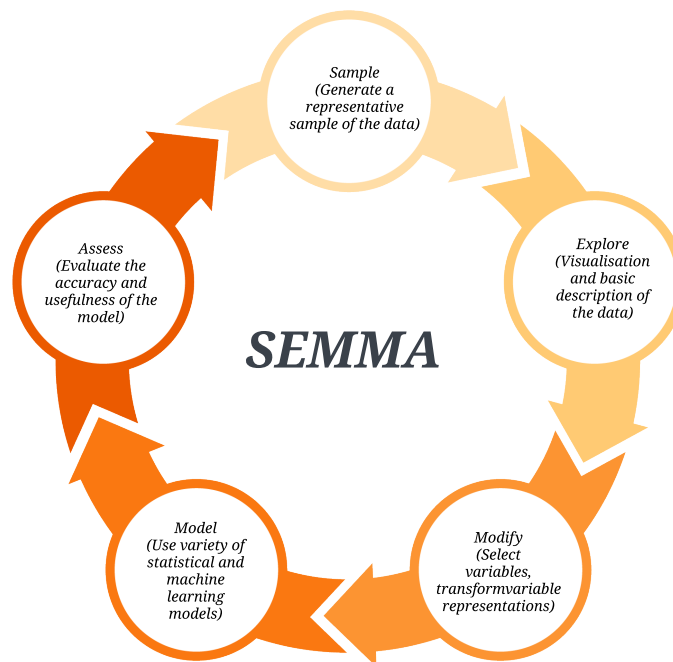 Sample
(Generate a
representative
sample of the data)
Explore
(Visualisation
and basic
description of
the data)
Assess
(Evaluate the
accuracy and
usefulness of the
model)
SEMMA
Model
(Use variety of
statistical and
machine
learning
models)
Modify
(Select
variables,
transformvariable
representations)